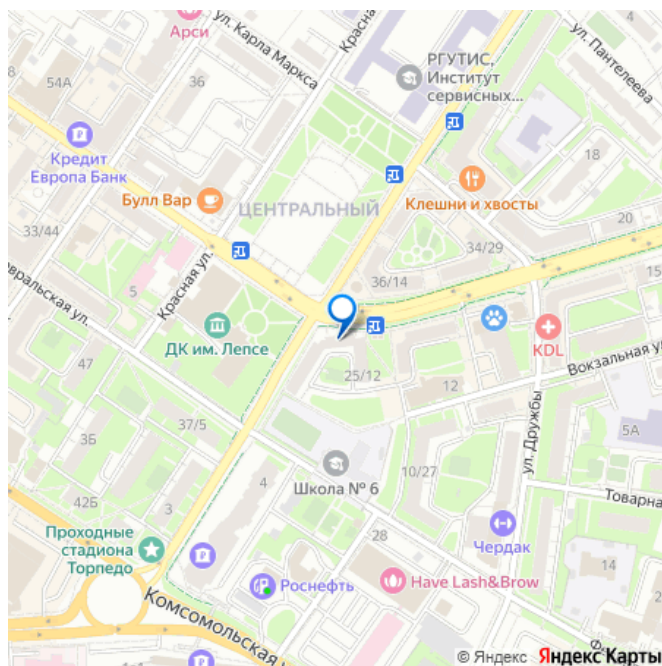 Арси
ул. Карла Маркса
Красная
ул. Пантелеева
РГУТИС,
Институт
сервисных...
54А
36
Кредит
Европа Банк
Булл Вар
ЦЕНТРАЛЬНЫЙ
Клешни и хвосты
18
20
33/44
Красная ул.
5
34/29
36/14
15
евральская ул.
ДК им. Лепсе
KDL
Вокзальная у
47
25/12
12
ул. Дружбы
37/5
3Б
5А
10/27
Школа № 6
4
42Б
3
Товарна
Проходные
стадиона
Торпедо
28
Чердак
14
Роснефть
Have Lash&Brow
Комсомольская
© Яндекс Яндекс Карты